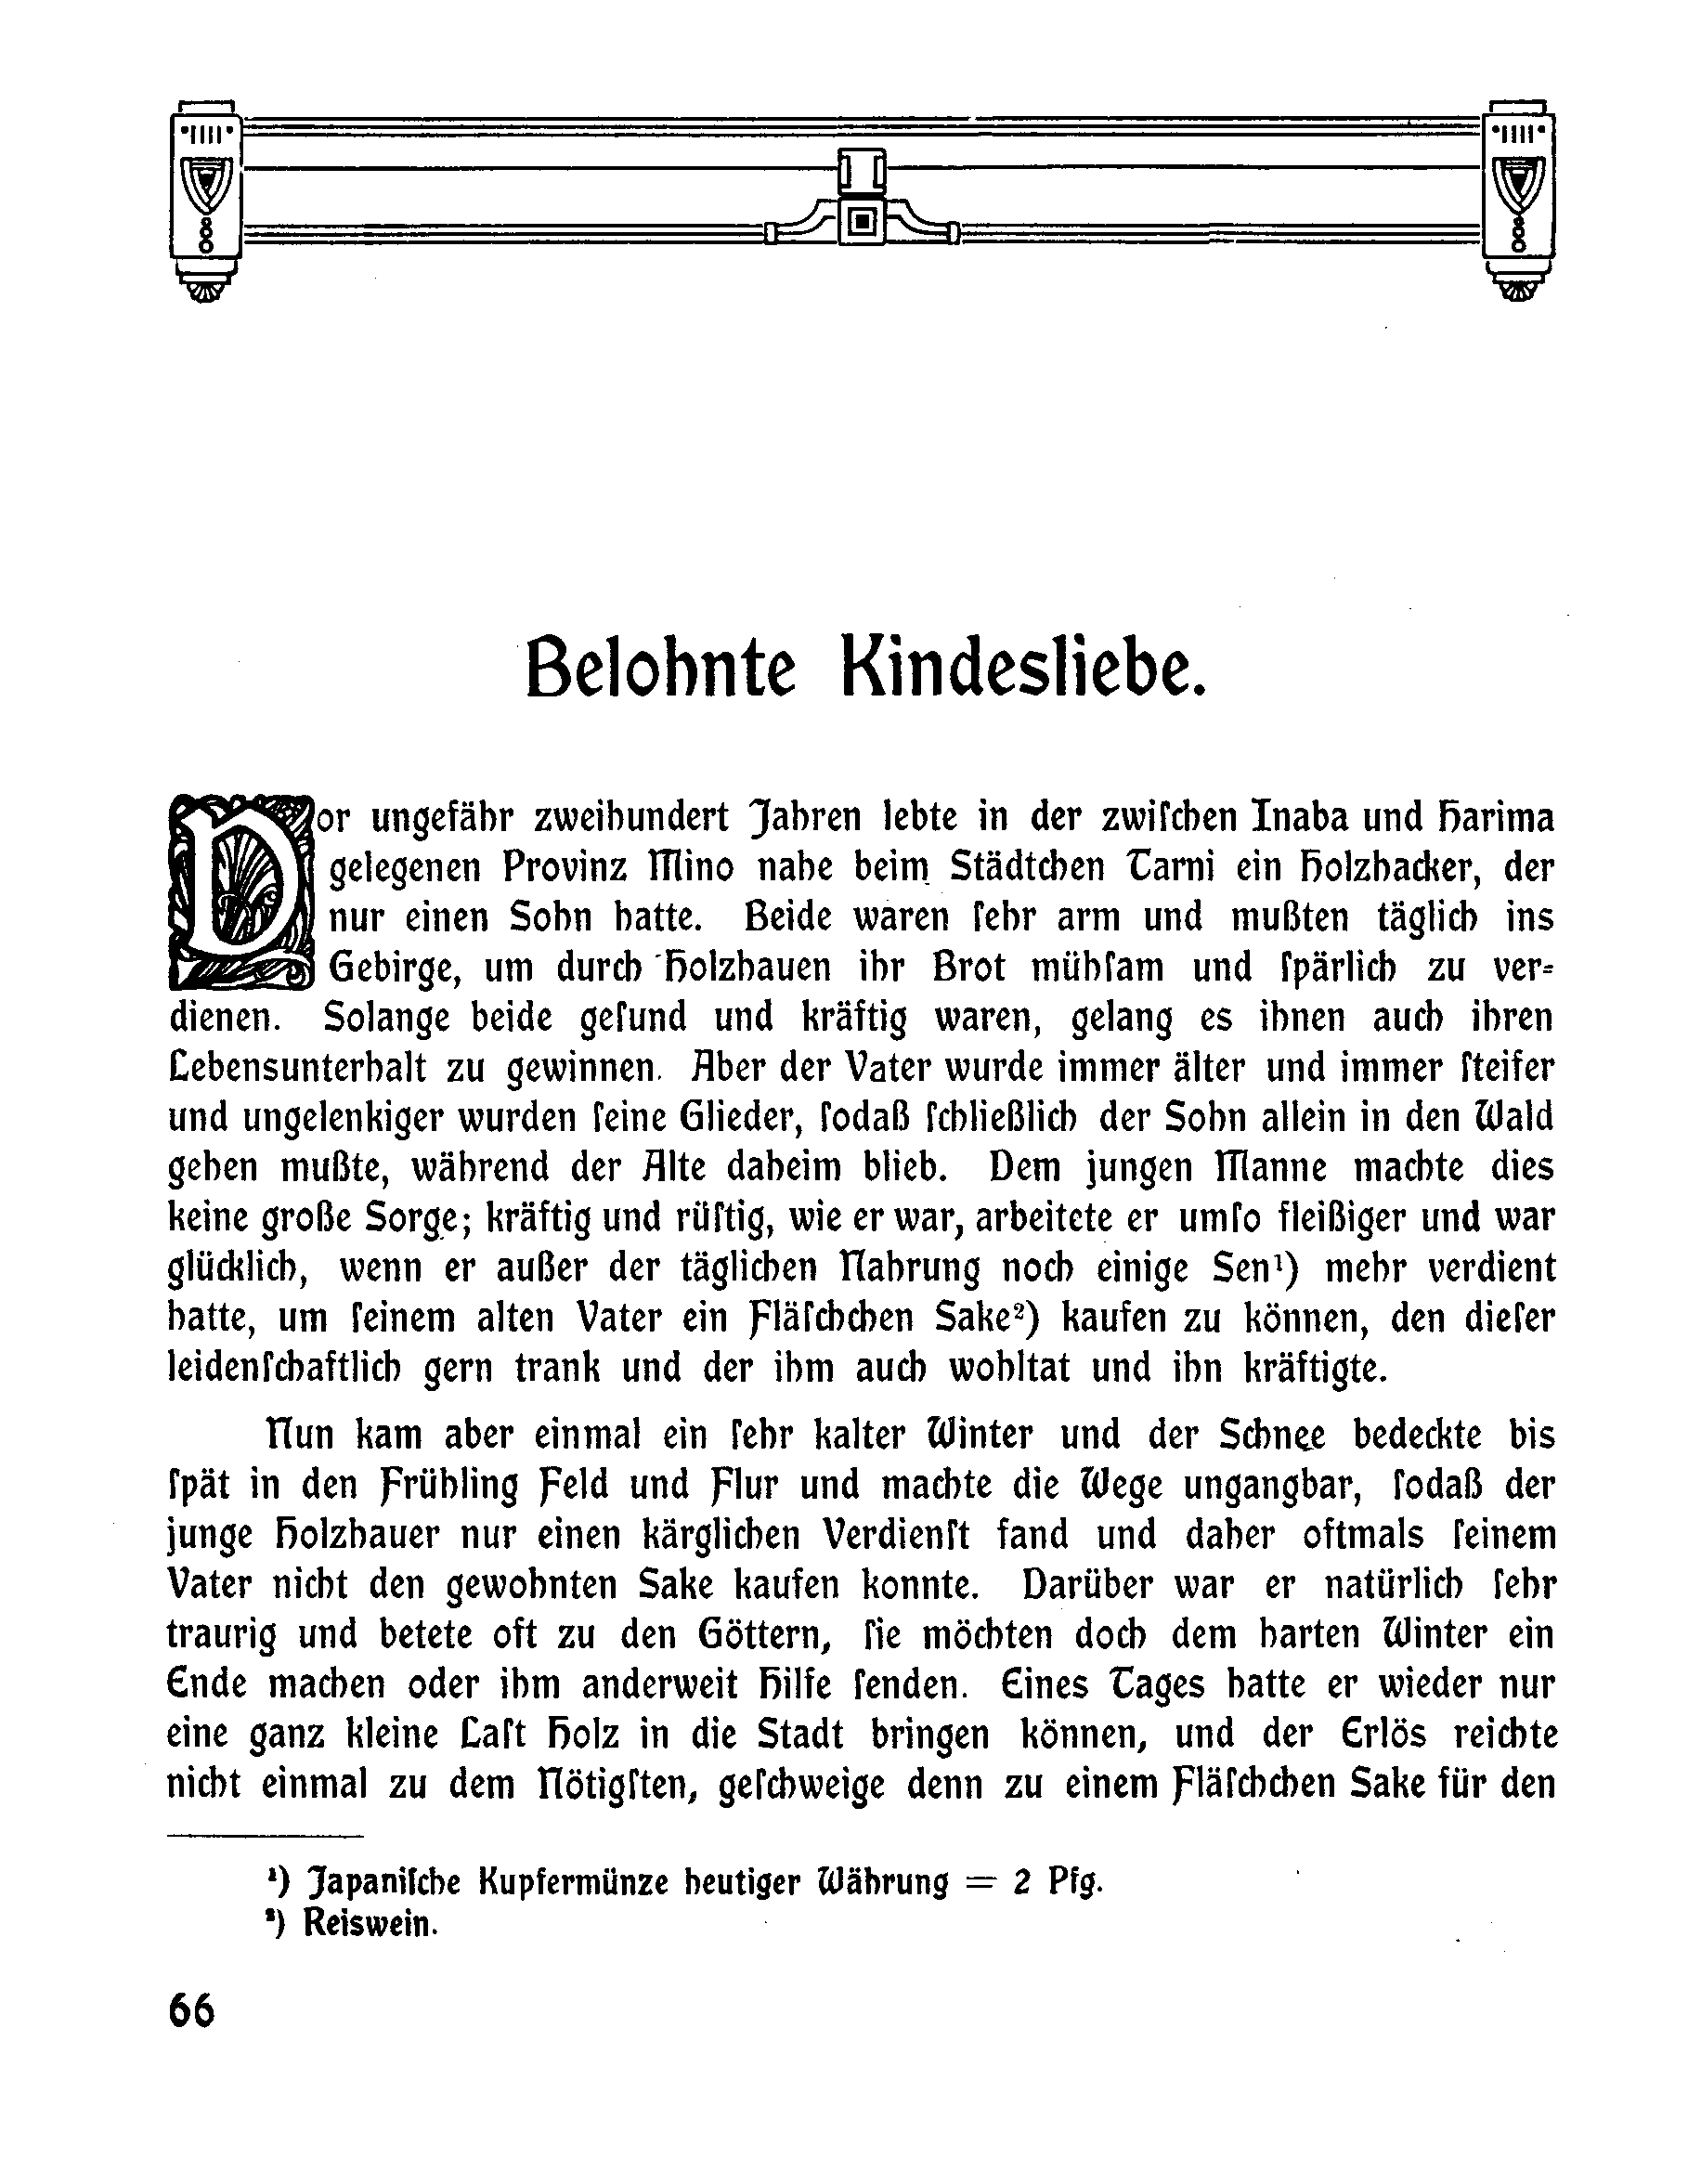 Belohnte Kindesliebe.
Vor ungefähr zweihundert Jahren lebte in der zwiſchen Inaba und Harima
gelegenen Provinz Mino nahe beim Städtchen Tarni ein Holzhacker, der
nur einen Sohn hatte. Beide waren ſehr arm und mußten täglich ins
Gebirge, um durch Holzhauen ihr Brot mühſam und ſpärlich zu ver-
dienen. Solange beide geſund und kräftig waren, gelang es ihnen auch ihren
Lebensunterhalt zu gewinnen. Aber der Vater wurde immer älter und immer ſteifer
und ungelenkiger wurden ſeine Glieder, ſodaß ſchließlich der Sohn allein in den Wald
gehen mußte, während der Alte daheim blieb. Dem jungen Manne machte dies
keine große Sorge; kräftig und rüſtig, wie er war, arbeitete er umſo fleißiger und war
glücklich, wenn er außer der täglichen Nahrung noch einige Sen¹) mehr verdient
hatte, um ſeinem alten Vater ein Fläſchchen Sake²) kaufen zu können, den dieſer
leidenſchaftlich gern trank und der ihm auch wohltat und ihn kräftigte.
Nun kam aber einmal ein ſehr kalter Winter und der Schnee bedeckte bis
ſpät in den Frühling Feld und Flur und machte die Wege ungangbar, ſodaß der
junge Holzhauer nur einen kärglichen Verdienſt fand und daher oftmals ſeinem
Vater nicht den gewohnten Sake kaufen konnte. Darüber war er natürlich ſehr
traurig und betete oft zu den Göttern, ſie möchten doch dem harten Winter ein
Ende machen oder ihm anderweit Hilfe ſenden. Eines Tages hatte er wieder nur
eine ganz kleine Laſt Holz in die Stadt bringen können, und der Erlös reichte
nicht einmal zu dem Nötigſten, geſchweige denn zu einem Fläſchchen Sake für den
¹) Japaniſche Kupfermünze heutiger Währung = 2 Pfg.
²) Reiswein.
66